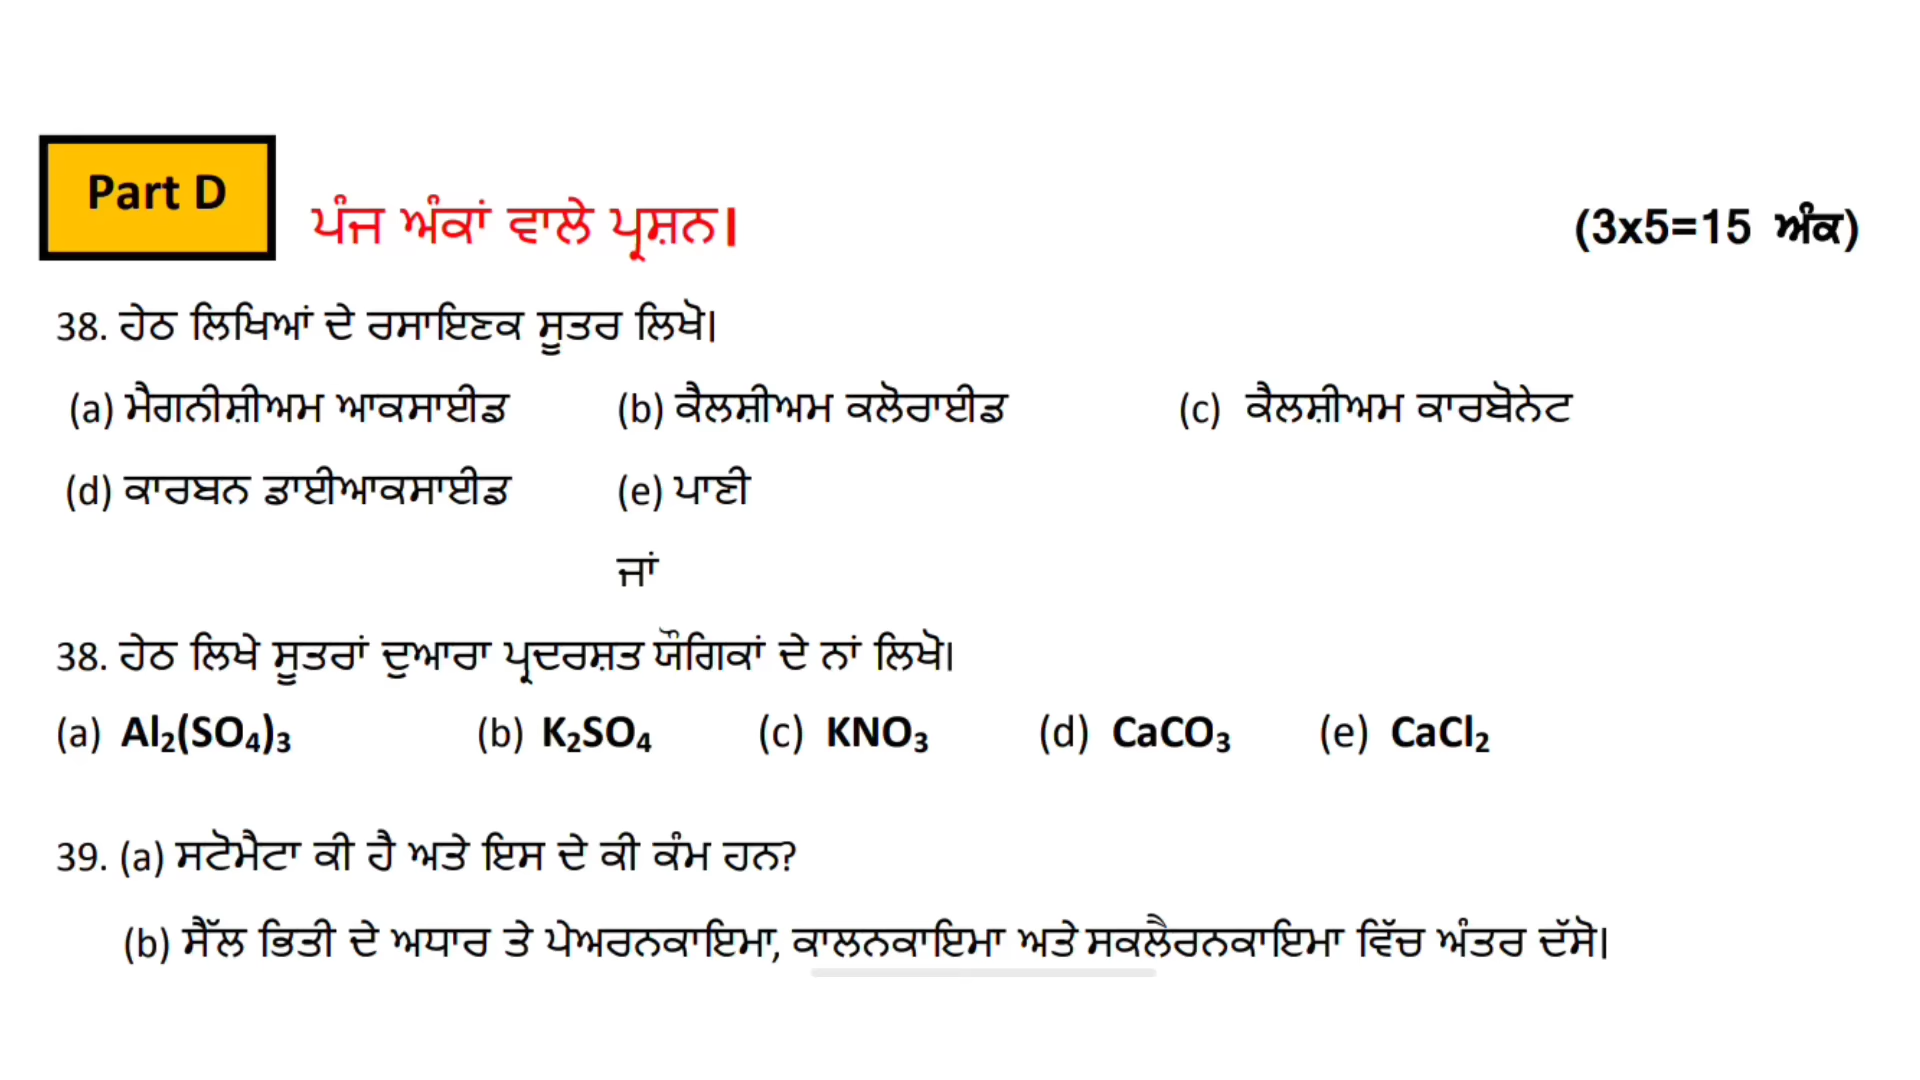 Part D
ਪੰਜ ਅੰਕਾਂ ਵਾਲੇ ਪ੍ਰਸ਼ਨ। (3x5=15 ਅੰਕ)
38. ਹੇਠ ਲਿਖਿਆਂ ਦੇ ਰਸਾਇਣਕ ਸੂਤਰ ਲਿਖੋ।
(a) ਮੈਗਨੀਸ਼ੀਅਮ ਆਕਸਾਈਡ (b) ਕੈਲਸ਼ੀਅਮ ਕਲੋਰਾਈਡ (c) ਕੈਲਸ਼ੀਅਮ ਕਾਰਬੋਨੇਟ
(d) ਕਾਰਬਨ ਡਾਈਆਕਸਾਈਡ (e) ਪਾਣੀ
ਜਾਂ
38. ਹੇਠ ਲਿਖੇ ਸੂਤਰਾਂ ਦੁਆਰਾ ਪ੍ਰਦਰਸ਼ਤ ਯੌਗਿਕਾਂ ਦੇ ਨਾਂ ਲਿਖੋ।
(a) Al₂(SO₄)₃ (b) K₂SO₄ (c) KNO₃ (d) CaCO₃ (e) CaCl₂
39. (a) ਸਟੋਮੈਟਾ ਕੀ ਹੈ ਅਤੇ ਇਸ ਦੇ ਕੀ ਕੰਮ ਹਨ?
(b) ਸੈੱਲ ਭਿਤੀ ਦੇ ਅਧਾਰ ਤੇ ਪੇਅਰਨਕਾਇਮਾ, ਕਾਲਨਕਾਇਮਾ ਅਤੇ ਸਕਲੈਰਨਕਾਇਮਾ ਵਿੱਚ ਅੰਤਰ ਦੱਸੋ।